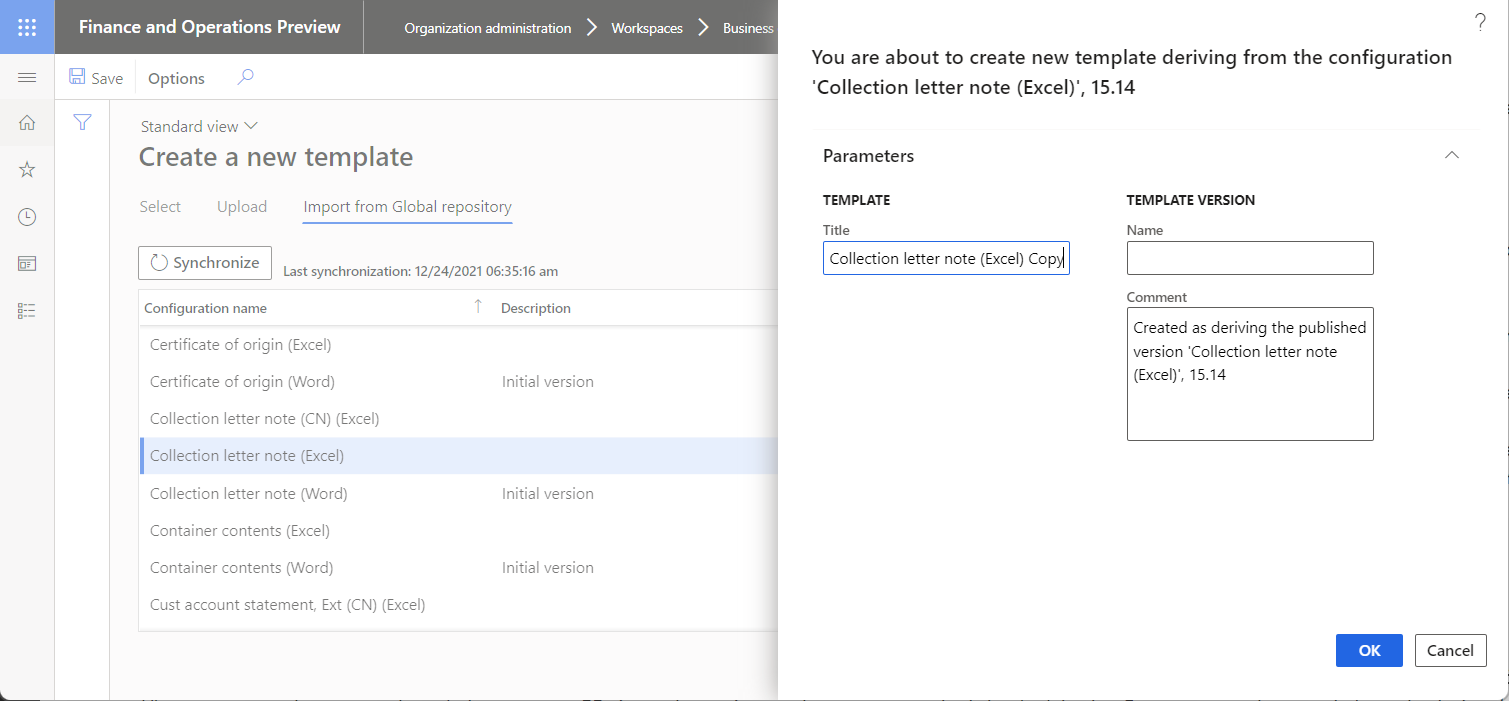 Finance and Operations Preview
Organization administration
Workspaces
Business
Save
Options
Standard view
Create a new template
Select
Upload
Import from Global repository
Synchronize
Last synchronization: 12/24/2021 06:35:16 am
Configuration name ↑ Description
Certificate of origin (Excel)
Certificate of origin (Word) Initial version
Collection letter note (CN) (Excel)
Collection letter note (Excel)
Collection letter note (Word) Initial version
Container contents (Excel)
Container contents (Word) Initial version
Cust account statement, Ext (CN) (Excel)
?
You are about to create new template deriving from the configuration
'Collection letter note (Excel)', 15.14
Parameters
TEMPLATE
Title
Collection letter note (Excel) Copy
TEMPLATE VERSION
Name
Comment
Created as deriving the published
version 'Collection letter note
(Excel)', 15.14
OK
Cancel